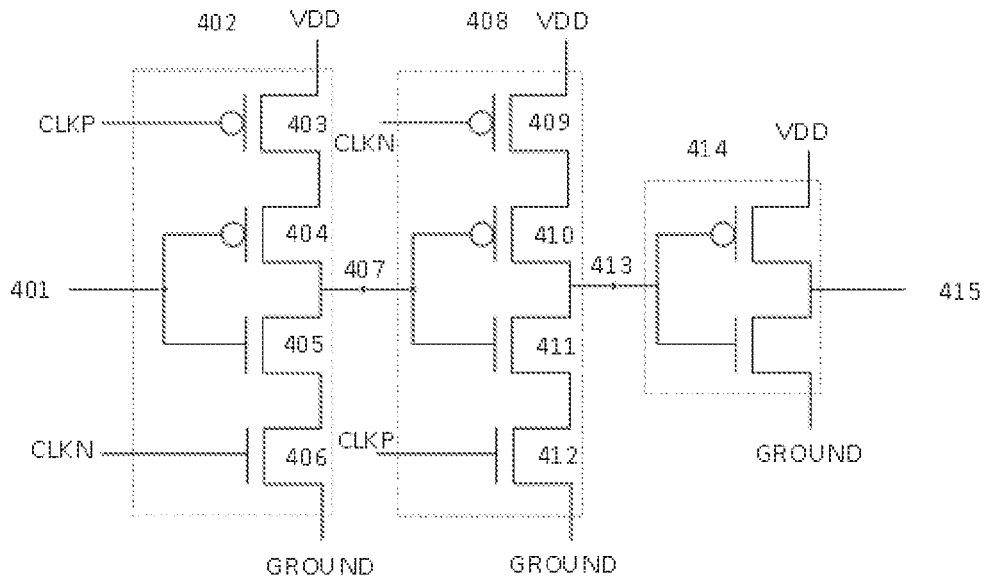 402 VDD 408 VDD
CLKP 403 CLKN 409 VDD
414
404 410
401 407 413 415
405 411
CLKN 406 CLKP 412 GROUND
GROUND GROUND